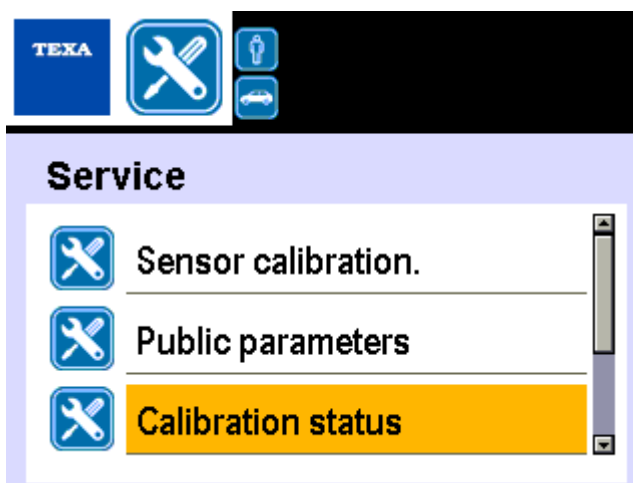 TEXA
Service
Sensor calibration.
Public parameters
Calibration status